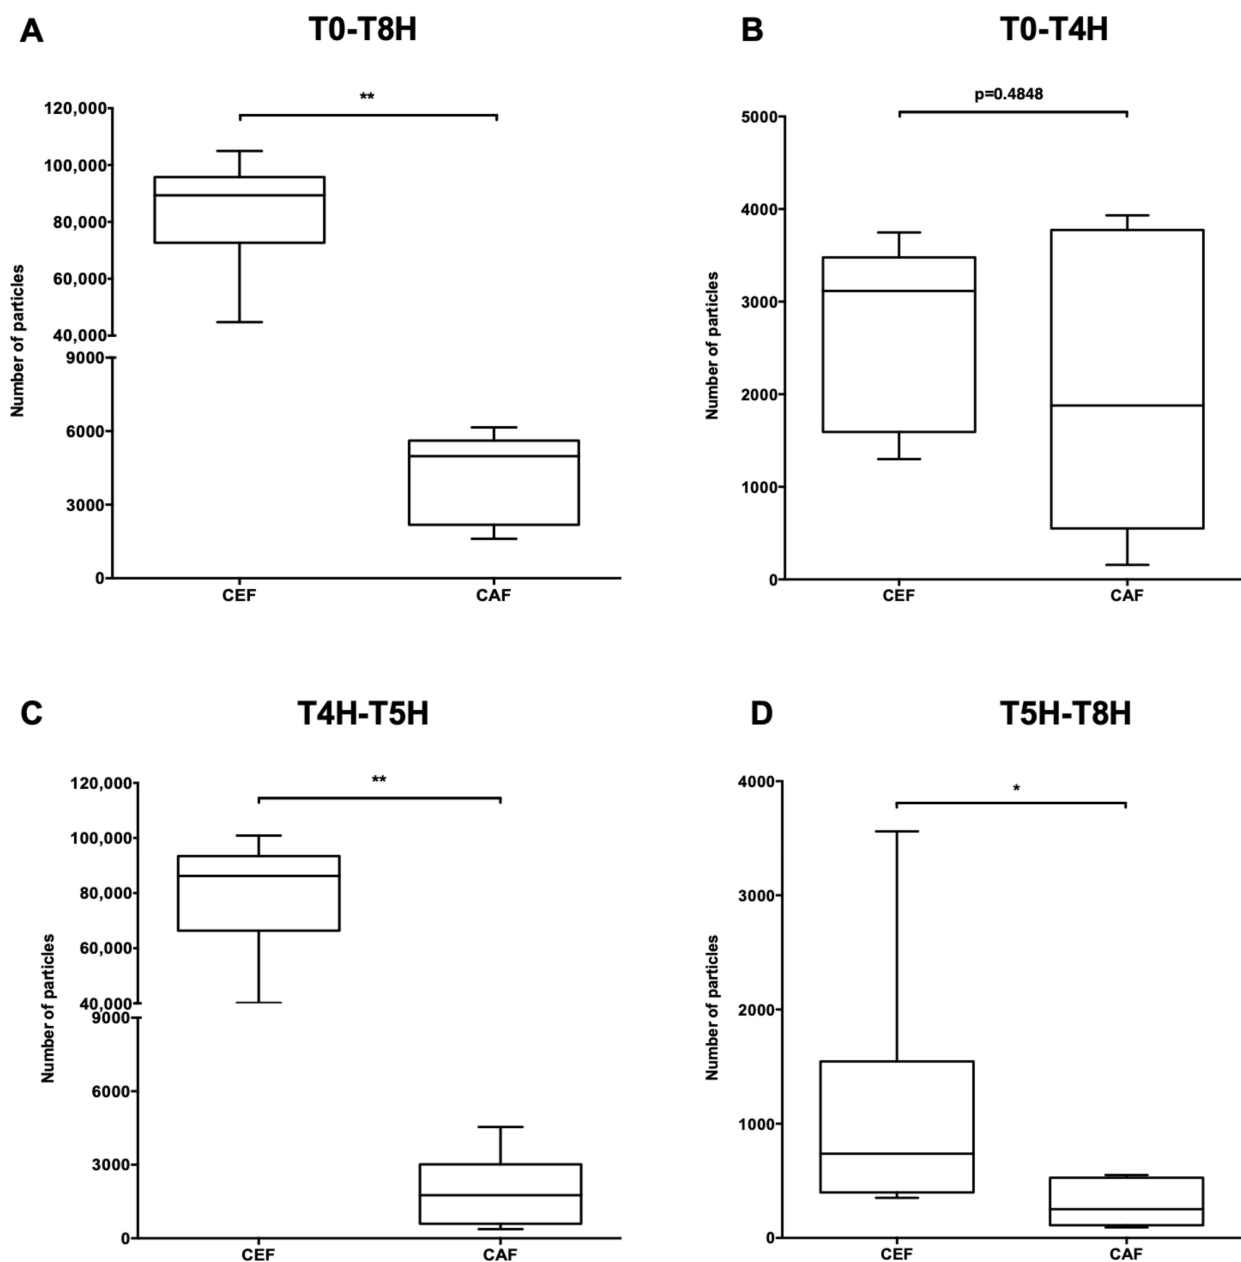 A
T0-T8H
**
120,000
100,000
80,000
60,000
40,000
9000
6000
3000
0
Number of particles
CEF
CAF
B
T0-T4H
p=0.4848
5000
4000
3000
2000
1000
0
Number of particles
CEF
CAF
C
T4H-T5H
**
120,000
100,000
80,000
60,000
40,000
9000
6000
3000
0
Number of particles
CEF
CAF
D
T5H-T8H
*
4000
3000
2000
1000
0
Number of particles
CEF
CAF